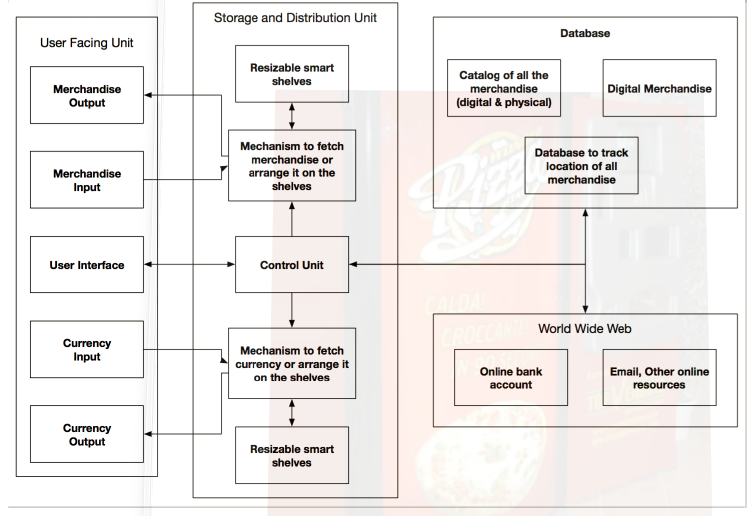 User Facing Unit
Merchandise
Output
Merchandise
Input
User Interface
Currency
Input
Currency
Output
Storage and Distribution Unit
Resizable smart
shelves
Mechanism to fetch
merchandise or
arrange it on the
shelves
Control Unit
Mechanism to fetch
currency or arrange it
on the shelves
Resizable smart
shelves
Database
Catalog of all the
merchandise
(digital & physical)
Digital Merchandise
Database to track
location of all
merchandise
World Wide Web
Online bank
account
Email, Other online
resources
Pizza
CALDA!